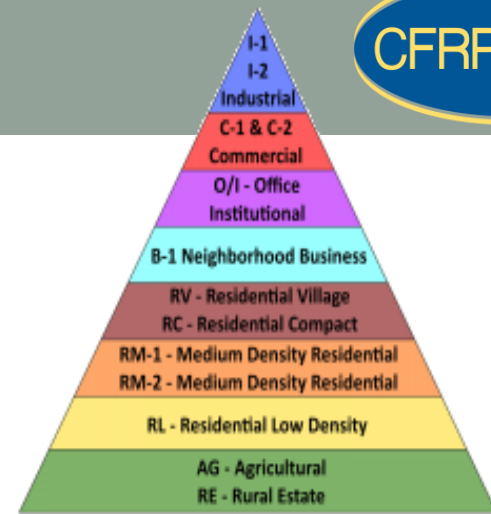 CFRP
I-1
I-2
Industrial
C-1 & C-2
Commercial
O/I - Office
Institutional
B-1 Neighborhood Business
RV - Residential Village
RC - Residential Compact
RM-1 - Medium Density Residential
RM-2 - Medium Density Residential
RL - Residential Low Density
AG - Agricultural
RE - Rural Estate